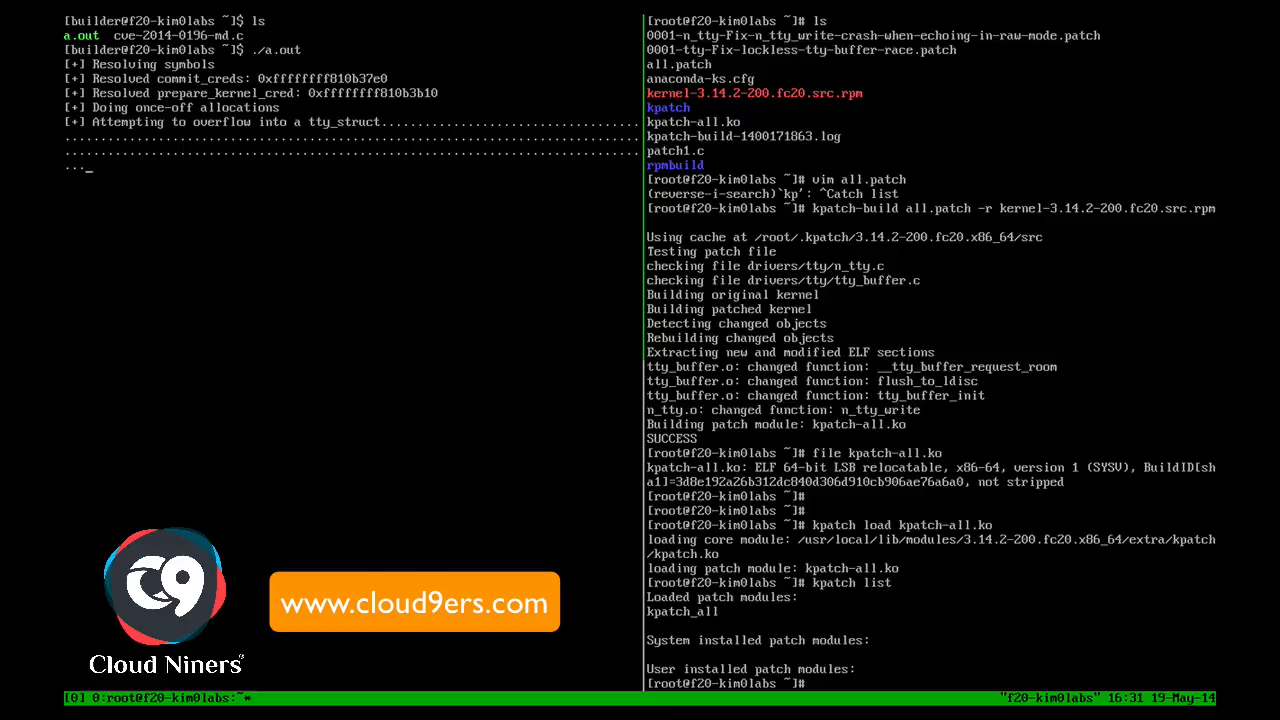 [builder@f20-kim0labs ~]$ ls
a.out  cve-2014-0196-md.c
[builder@f20-kim0labs ~]$ ./a.out
[+] Resolving symbols
[+] Resolved commit_creds: 0xffffffff810b37e0
[+] Resolved prepare_kernel_cred: 0xffffffff810b3b10
[+] Doing once-off allocations
[+] Attempting to overflow into a tty_struct....................................
................................................................................
................................................................................
..._
[root@f20-kim0labs ~]# ls
0001-n_tty-Fix-n_tty_write-crash-when-echoing-in-raw-mode.patch
0001-tty-Fix-lockless-tty-buffer-race.patch
all.patch
anaconda-ks.cfg
kernel-3.14.2-200.fc20.src.rpm
kpatch
kpatch-all.ko
kpatch-build-1400171863.log
patch1.c
rpmbuild
[root@f20-kim0labs ~]# vim all.patch
(reverse-i-search)`kp': ^Catch list
[root@f20-kim0labs ~]# kpatch-build all.patch -r kernel-3.14.2-200.fc20.src.rpm
Using cache at /root/.kpatch/3.14.2-200.fc20.x86_64/src
Testing patch file
checking file drivers/tty/n_tty.c
checking file drivers/tty/tty_buffer.c
Building original kernel
Building patched kernel
Detecting changed objects
Rebuilding changed objects
Extracting new and modified ELF sections
tty_buffer.o: changed function: __tty_buffer_request_room
tty_buffer.o: changed function: flush_to_ldisc
tty_buffer.o: changed function: tty_buffer_init
n_tty.o: changed function: n_tty_write
Building patch module: kpatch-all.ko
SUCCESS
[root@f20-kim0labs ~]# file kpatch-all.ko
kpatch-all.ko: ELF 64-bit LSB relocatable, x86-64, version 1 (SYSV), BuildID[sh
a1]=3d8e192a26b312dc840d306d910cb906ae76a6a0, not stripped
[root@f20-kim0labs ~]#
[root@f20-kim0labs ~]#
[root@f20-kim0labs ~]# kpatch load kpatch-all.ko
loading core module: /usr/local/lib/modules/3.14.2-200.fc20.x86_64/extra/kpatch
/kpatch.ko
loading patch module: kpatch-all.ko
[root@f20-kim0labs ~]# kpatch list
Loaded patch modules:
kpatch_all
System installed patch modules:
User installed patch modules:
[root@f20-kim0labs ~]#
C9
Cloud Niners
www.cloud9ers.com
[0] 0:root@f20-kim0labs:~* "f20-kim0labs" 16:31 19-May-14